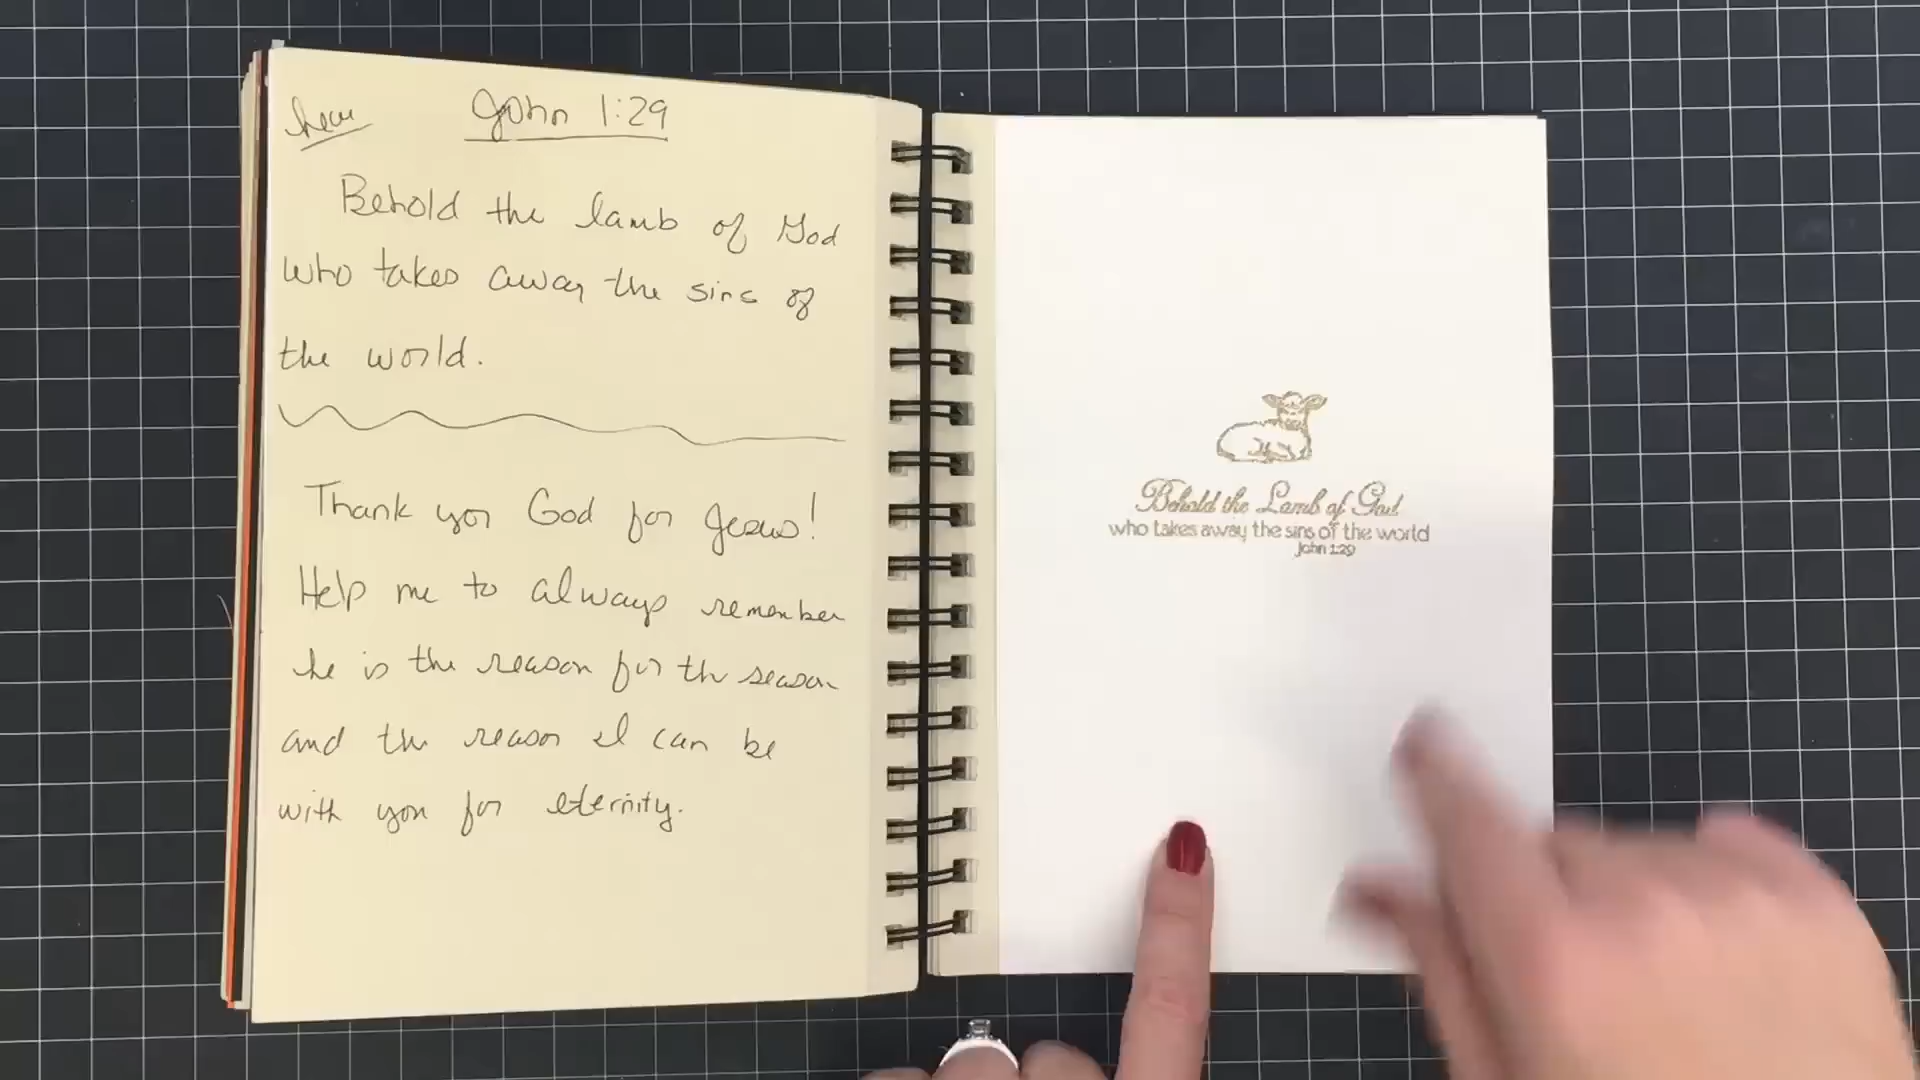 John 1:29
Behold the lamb of God
who takes away the sins of
the world.
Thank you God for Jesus!
Help me to always remember
he is the reason for the season
and the reason I can be
with you for eternity.
Behold the Lamb of God
who takes away the sins of the world
John 1:29